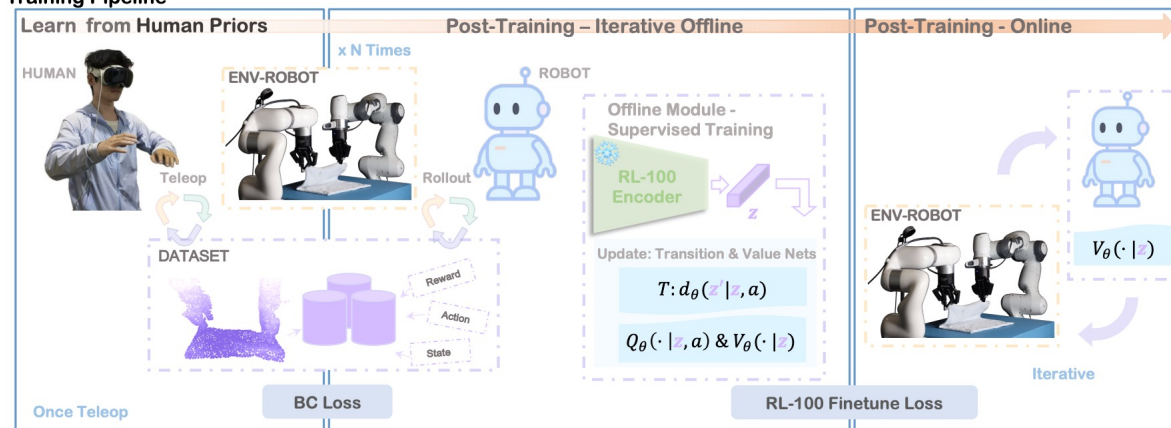 Training Pipeline
Learn from Human Priors
Post-Training – Iterative Offline
Post-Training - Online
x N Times
HUMAN
ENV-ROBOT
ROBOT
Offline Module -
Supervised Training
Teleop
Rollout
RL-100
Encoder
z
ENV-ROBOT
DATASET
Reward
Action
State
Update: Transition & Value Nets
T: dθ(z'|z, a)
Qθ(· |z, a) & Vθ(· |z)
Vθ(· |z)
Iterative
Once Teleop
BC Loss
RL-100 Finetune Loss